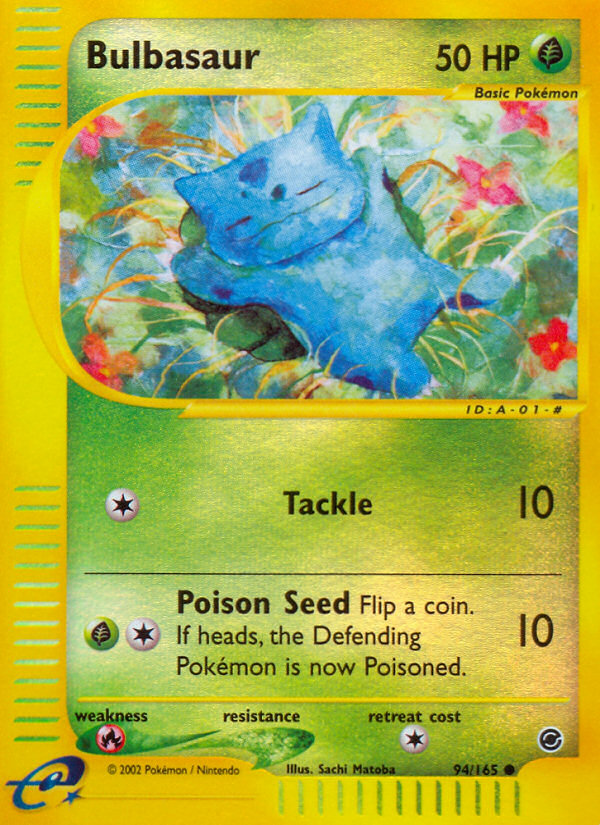 Bulbasaur 50 HP
Basic Pokémon
ID:A-01-#
Tackle 10
Poison Seed Flip a coin.
If heads, the Defending
Pokémon is now Poisoned.
10
weakness resistance retreat cost
© 2002 Pokémon / Nintendo Illus. Sachi Matoba 94/165